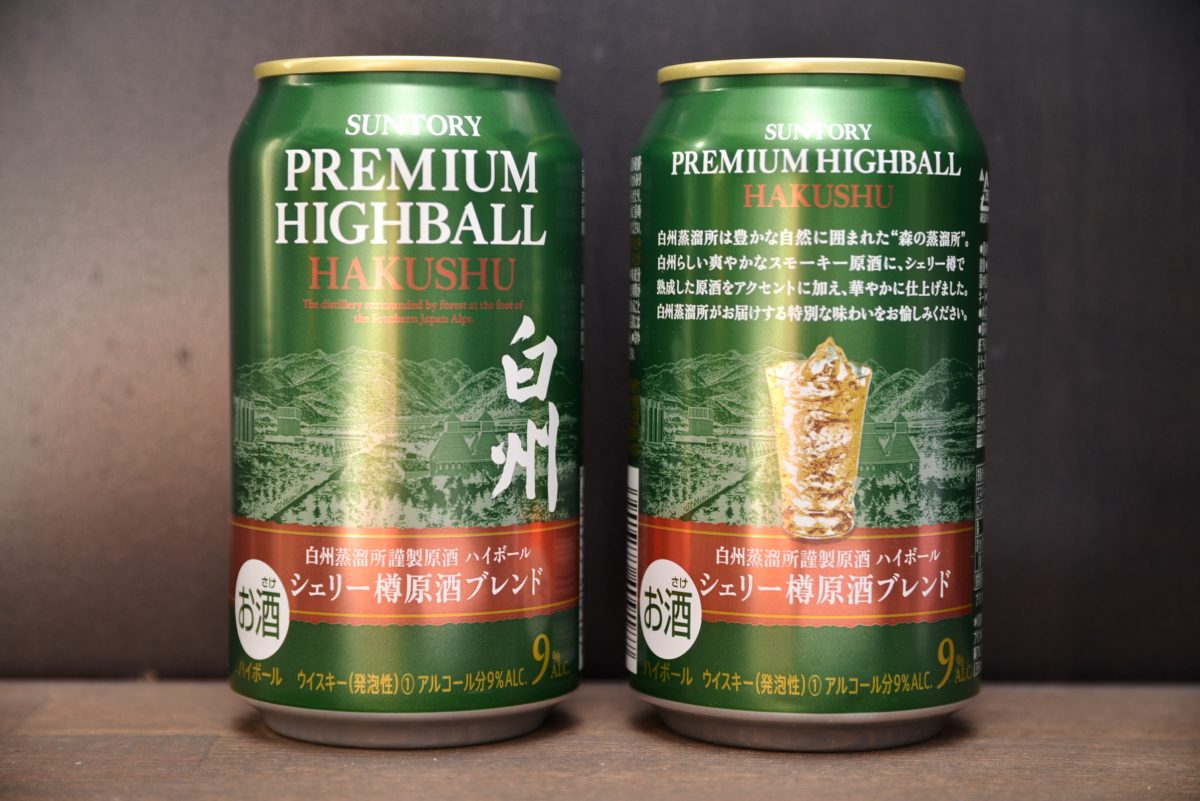 SUNTORY
PREMIUM
HIGHBALL
HAKUSHU
The distillery surrounded by forest at the foot of
the Southern Japan Alps.
白州
白州蒸溜所謹製原酒 ハイボール
シェリー樽原酒ブレンド
さけ
お酒
9%
ALC.
ハイボール ウイスキー(発泡性)① アルコール分9%ALC.
SUNTORY
PREMIUM HIGHBALL
HAKUSHU
白州蒸溜所は豊かな自然に囲まれた“森の蒸溜所”。
白州らしい爽やかなスモーキー原酒に、シェリー樽で
熟成した原酒をアクセントに加え、華やかに仕上げました。
白州蒸溜所がお届けする特別な味わいをお愉しみください。
白州蒸溜所謹製原酒 ハイボール
シェリー樽原酒ブレンド
さけ
お酒
9%
ALC.
ハイボール ウイスキー(発泡性)① アルコール分9%ALC.